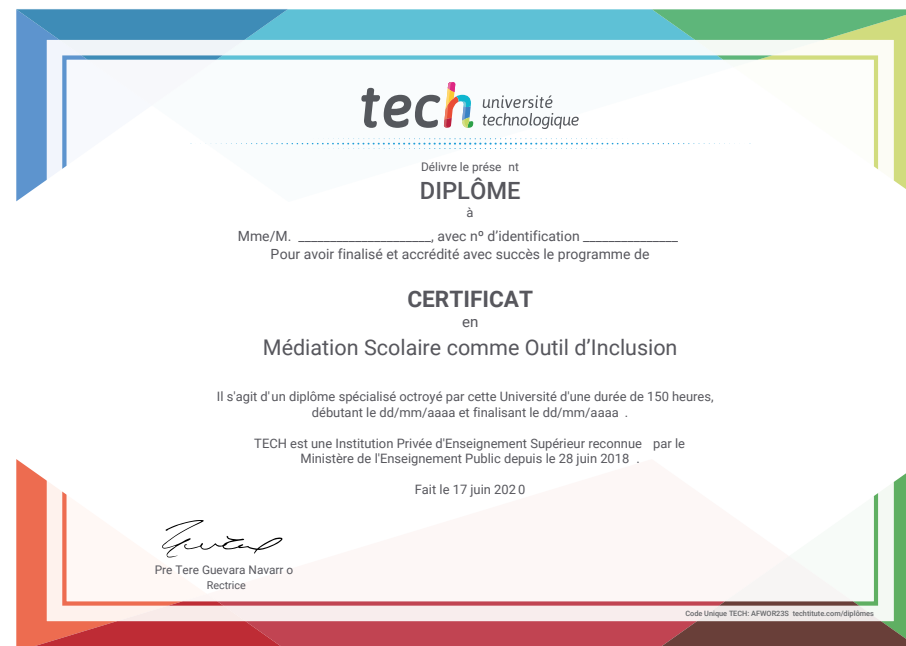 tech université
technologique
Délivre le prése nt
DIPLÔME
à
Mme/M. ___________________, avec nº d'identification ______________
Pour avoir finalisé et accrédité avec succès le programme de
CERTIFICAT
en
Médiation Scolaire comme Outil d'Inclusion
Il s'agit d'un diplôme spécialisé octroyé par cette Université d'une durée de 150 heures,
débutant le dd/mm/aaaa et finalisant le dd/mm/aaaa .
TECH est une Institution Privée d'Enseignement Supérieur reconnue par le
Ministère de l'Enseignement Public depuis le 28 juin 2018 .
Fait le 17 juin 2020
Pre Tere Guevara Navarr o
Rectrice
Code Unique TECH: AFWOR23S techtitute.com/diplômes